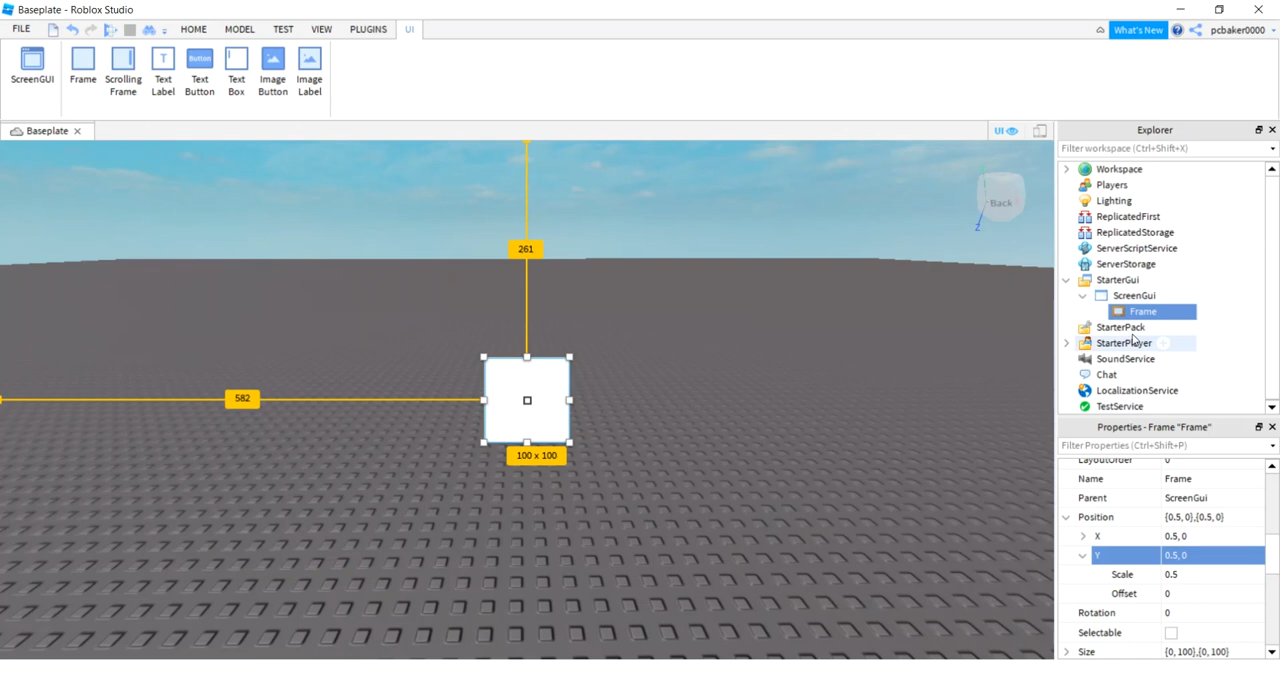 Baseplate - Roblox Studio
FILE HOME MODEL TEST VIEW PLUGINS UI What's New pcbaker0000
ScreenGUI Frame Scrolling Frame Text Label Button Text Button Text Box Image Button Image Label
Baseplate UI
Explorer
Filter workspace (Ctrl+Shift+X)
Workspace
Players
Lighting
ReplicatedFirst
ReplicatedStorage
ServerScriptService
ServerStorage
StarterGui
ScreenGui
Frame
StarterPack
StarterPlayer
SoundService
Chat
LocalizationService
TestService
Back
Z
261
582
100 x 100
Properties - Frame "Frame"
Filter Properties (Ctrl+Shift+P)
LayoutOrder 0
Name Frame
Parent ScreenGui
Position {0.5, 0},{0.5, 0}
X 0.5, 0
Y 0.5, 0
Scale 0.5
Offset 0
Rotation 0
Selectable
Size {0, 100},{0, 100}